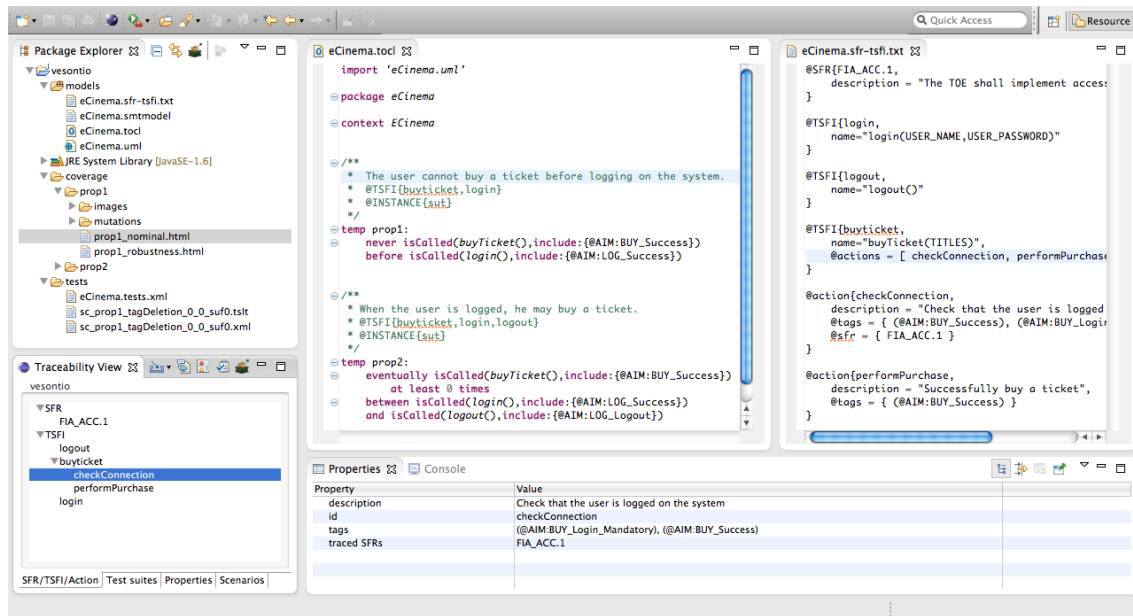 Quick Access
Resource
Package Explorer
vesontio
models
eCinema.sfr-tsfi.txt
eCinema.smtmodel
eCinema.tocl
eCinema.uml
JRE System Library [JavaSE-1.6]
coverage
prop1
images
mutations
prop1_nominal.html
prop1_robustness.html
prop2
tests
eCinema.tests.xml
sc_prop1_tagDeletion_0_0_suf0.tslt
sc_prop1_tagDeletion_0_0_suf0.xml
Traceability View
vesontio
SFR
FIA_ACC.1
TSFI
logout
buyticket
checkConnection
performPurchase
login
SFR/TSFI/Action Test suites Properties Scenarios
eCinema.tocl
import 'eCinema.uml'
package eCinema
context ECinema
/**
* The user cannot buy a ticket before logging on the system.
* @TSFI{buyticket,login}
* @INSTANCE{sut}
*/
temp prop1:
never isCalled(buyTicket(),include:{@AIM:BUY_Success})
before isCalled(login(),include:{@AIM:LOG_Success})
/**
* When the user is logged, he may buy a ticket.
* @TSFI{buyticket,login,logout}
* @INSTANCE{sut}
*/
temp prop2:
eventually isCalled(buyTicket(),include:{@AIM:BUY_Success})
at least 0 times
between isCalled(login(),include:{@AIM:LOG_Success})
and isCalled(logout(),include:{@AIM:LOG_Logout})
eCinema.sfr-tsfi.txt
@SFR{FIA_ACC.1,
description = "The TOE shall implement access
}
@TSFI{login,
name="login(USER_NAME,USER_PASSWORD)"
}
@TSFI{logout,
name="logout()"
}
@TSFI{buyticket,
name="buyTicket(TITLES)",
@actions = [ checkConnection, performPurchase
}
@action{checkConnection,
description = "Check that the user is logged
@tags = { (@AIM:BUY_Success), (@AIM:BUY_Login
@sfr = { FIA_ACC.1 }
}
@action{performPurchase,
description = "Successfully buy a ticket",
@tags = { (@AIM:BUY_Success) }
}
Properties Console
Property Value
description Check that the user is logged on the system
id checkConnection
tags (@AIM:BUY_Login_Mandatory), (@AIM:BUY_Success)
traced SFRs FIA_ACC.1